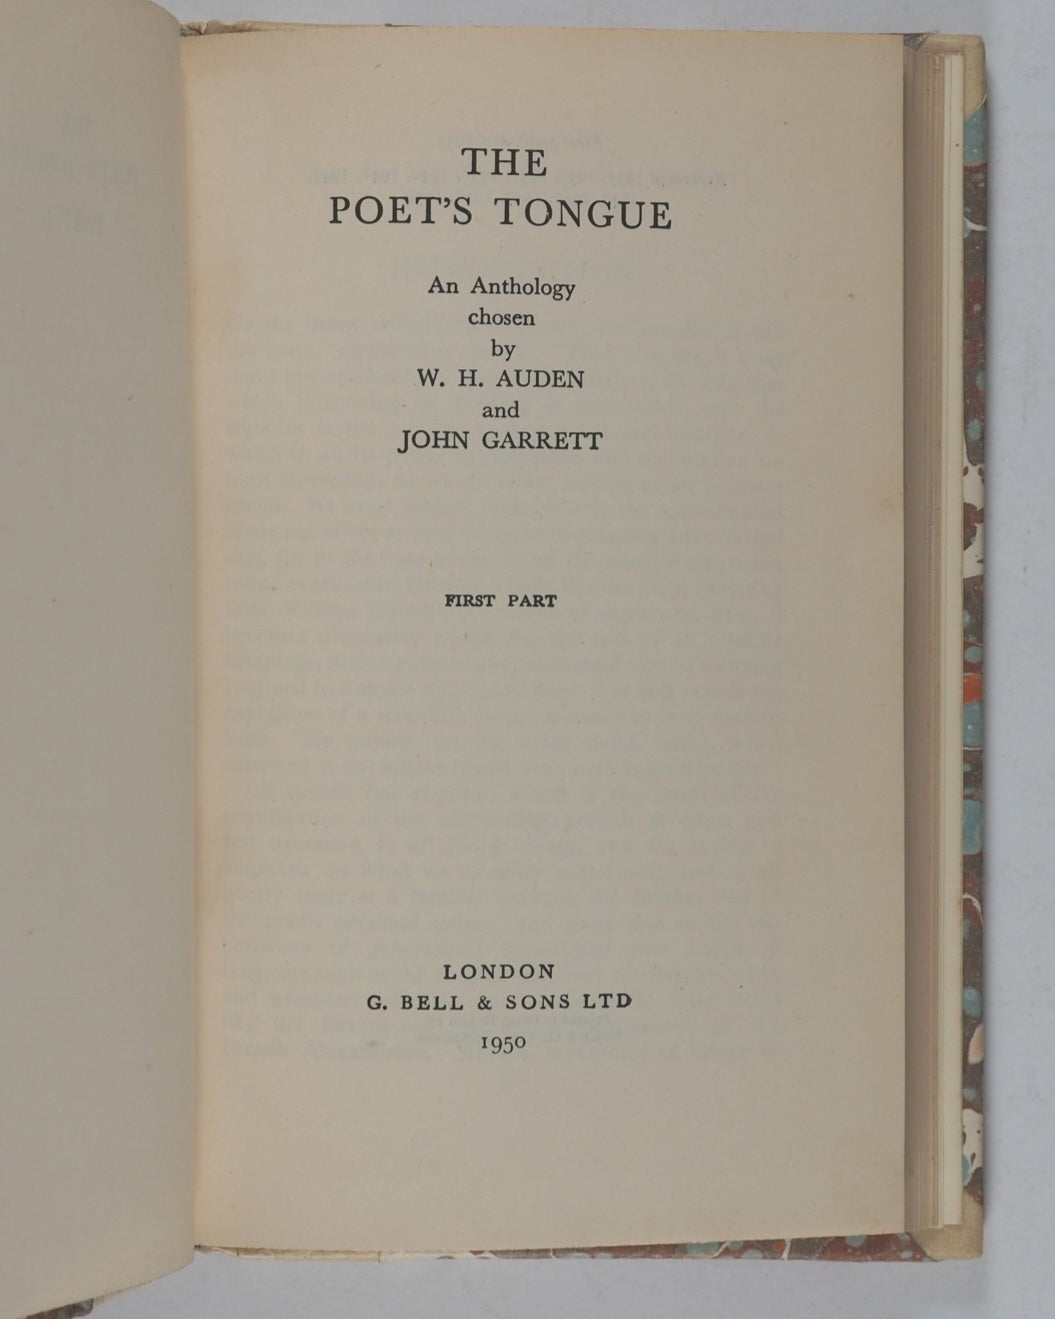 THE
POET'S TONGUE
An Anthology
chosen
by
W. H. AUDEN
and
JOHN GARRETT
FIRST PART
LONDON
G. BELL & SONS LTD
1950